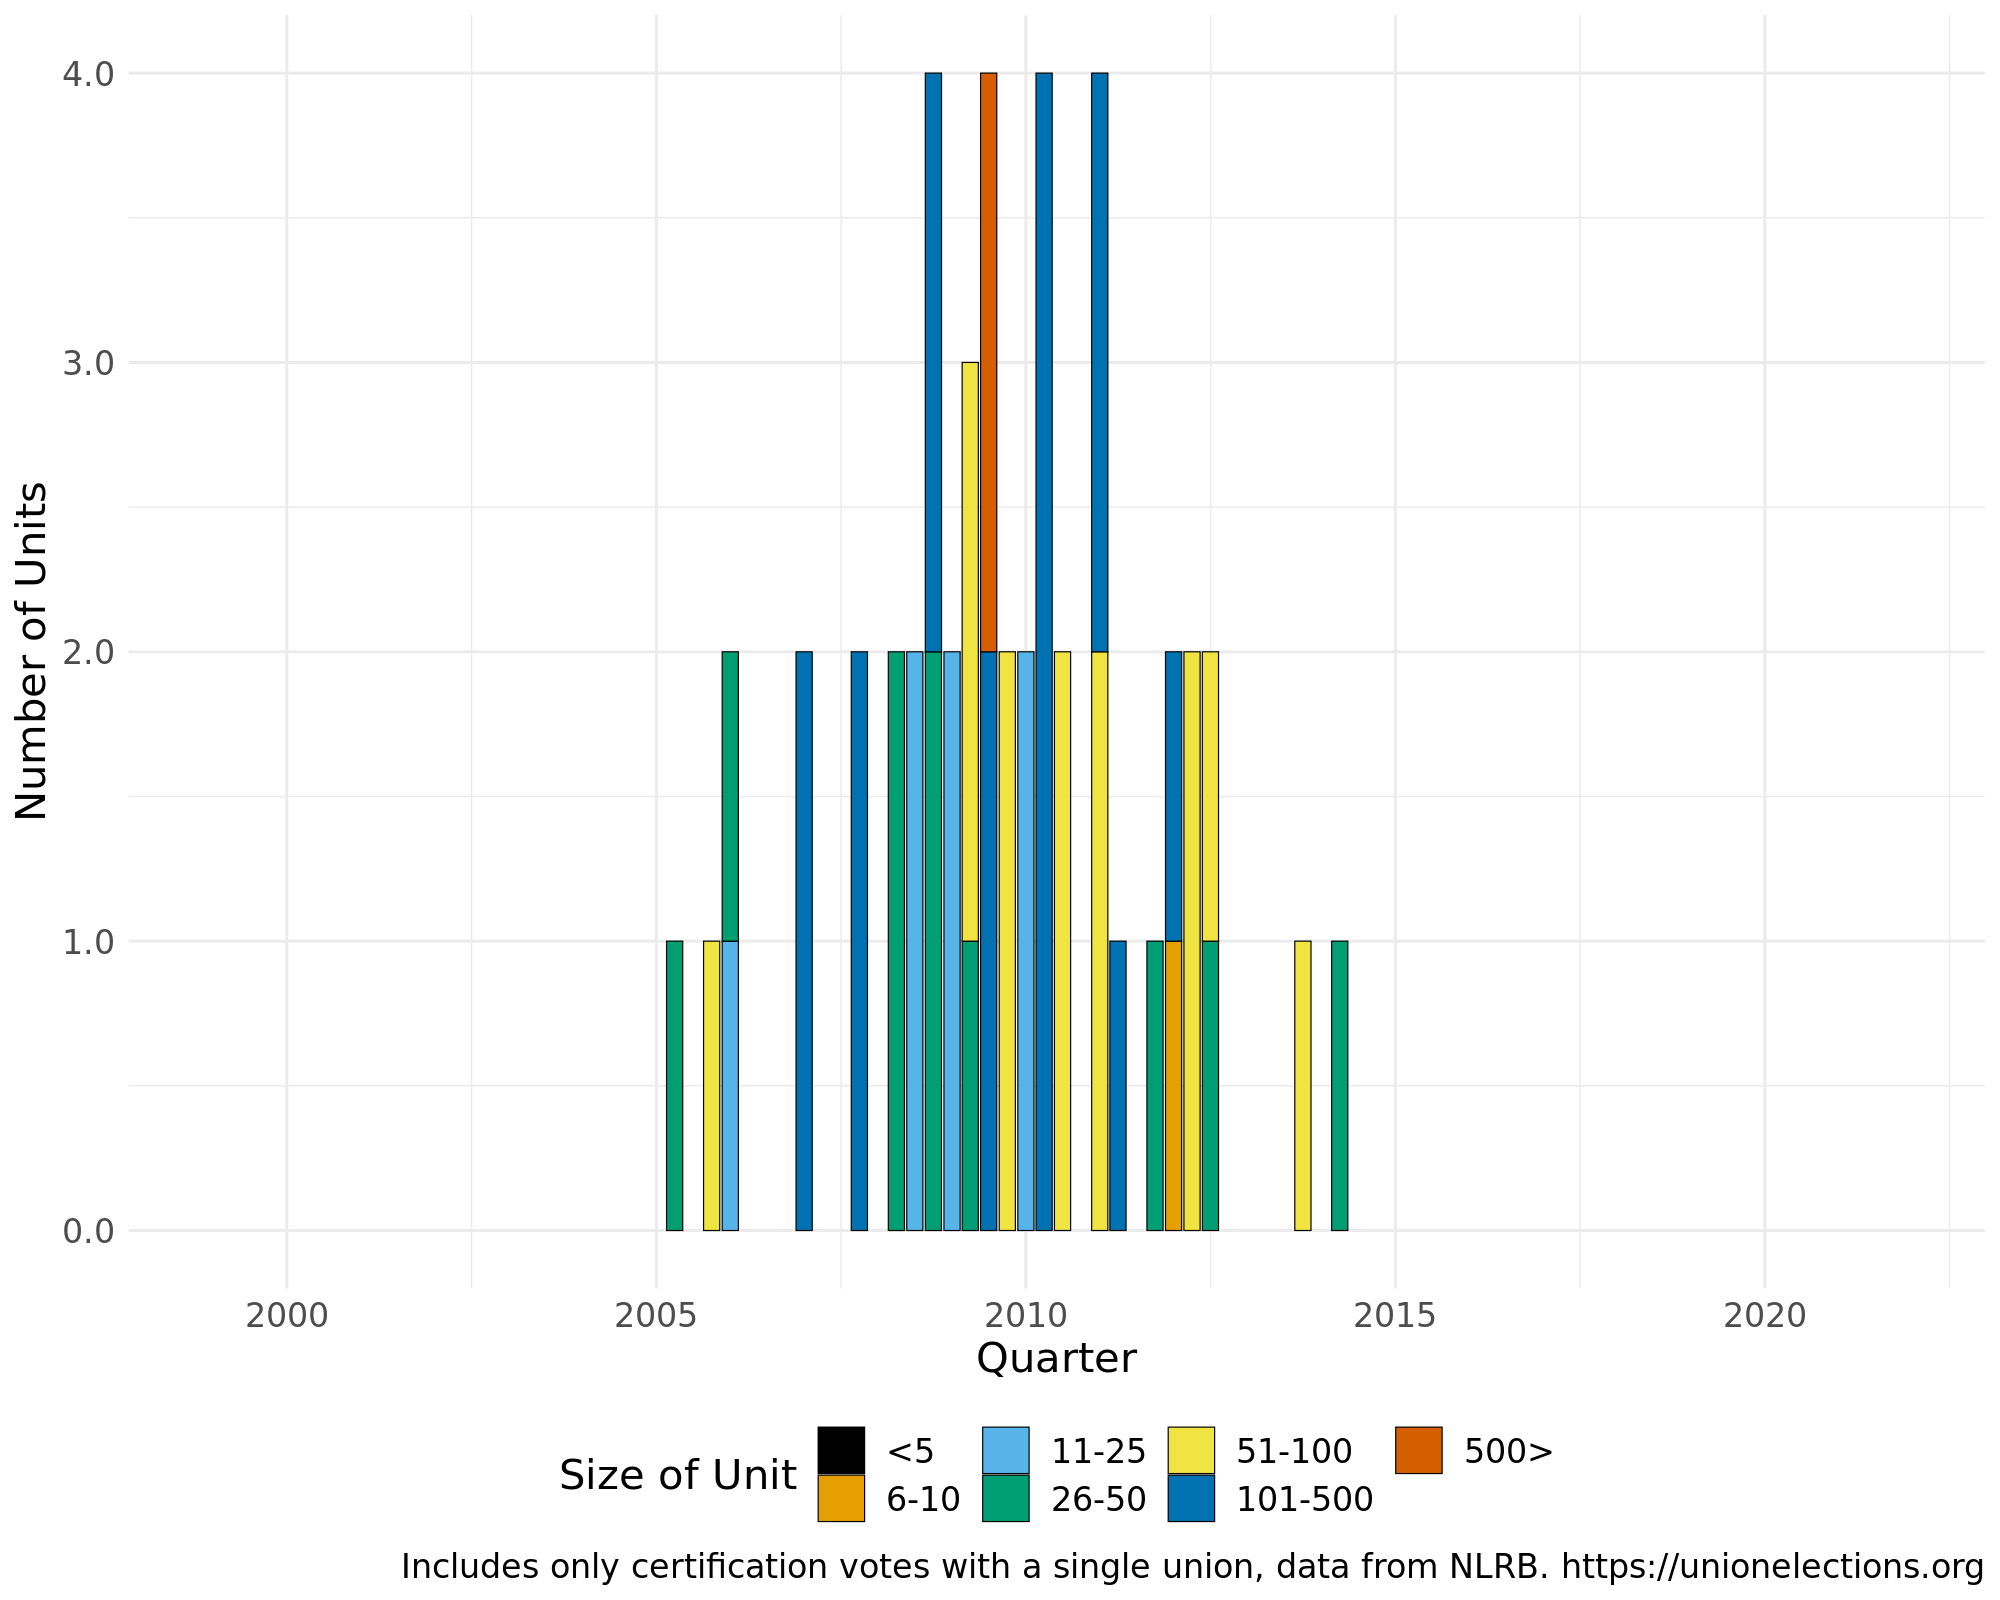 4.0
3.0
2.0
1.0
0.0
Number of Units
2000 2005 2010 2015 2020
Quarter
Size of Unit
<5 11-25 51-100 500>
6-10 26-50 101-500
Includes only certification votes with a single union, data from NLRB. https://unionelections.org